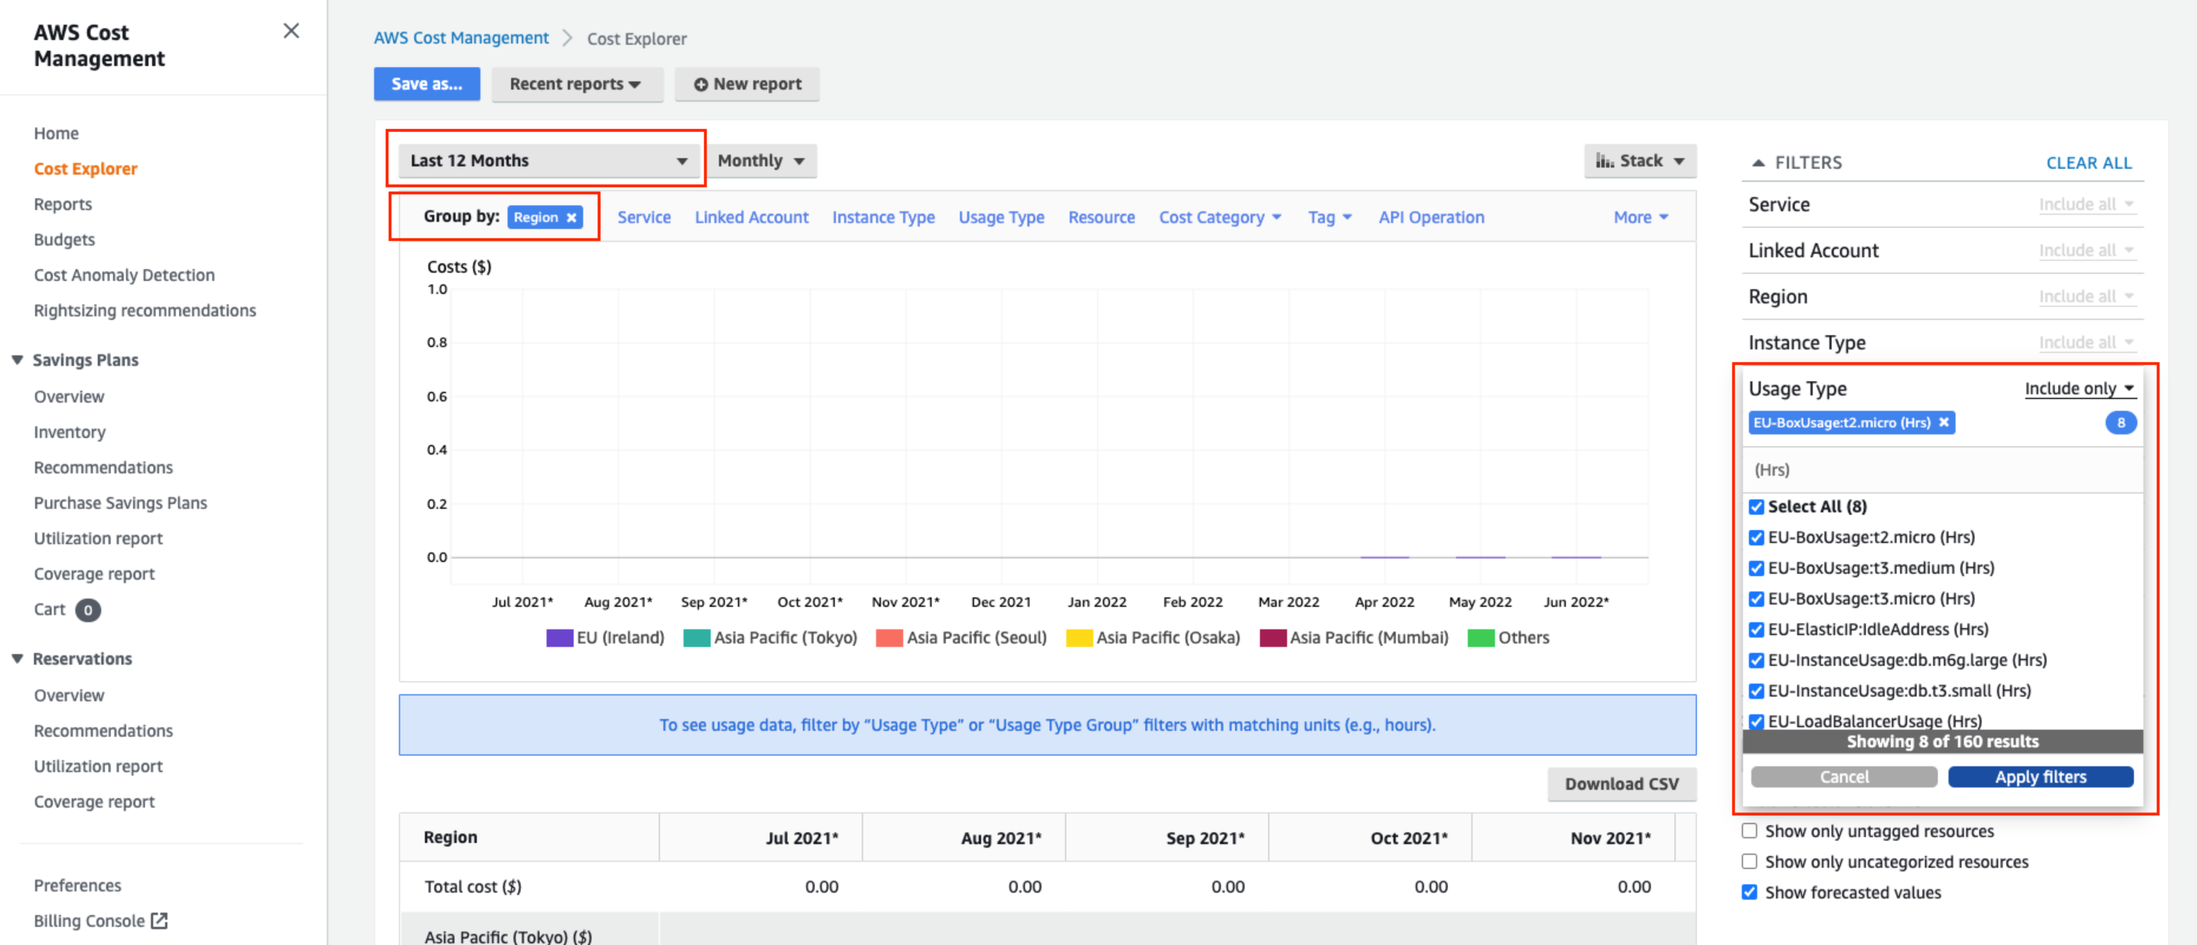 AWS Cost
Management
Home
Cost Explorer
Reports
Budgets
Cost Anomaly Detection
Rightsizing recommendations
Savings Plans
Overview
Inventory
Recommendations
Purchase Savings Plans
Utilization report
Coverage report
Cart 0
Reservations
Overview
Recommendations
Utilization report
Coverage report
Preferences
Billing Console
AWS Cost Management > Cost Explorer
Save as... Recent reports New report
Last 12 Months Monthly Stack
Group by: Region Service Linked Account Instance Type Usage Type Resource Cost Category Tag API Operation More
Costs ($)
1.0
0.8
0.6
0.4
0.2
0.0
Jul 2021* Aug 2021* Sep 2021* Oct 2021* Nov 2021* Dec 2021 Jan 2022 Feb 2022 Mar 2022 Apr 2022 May 2022 Jun 2022*
EU (Ireland) Asia Pacific (Tokyo) Asia Pacific (Seoul) Asia Pacific (Osaka) Asia Pacific (Mumbai) Others
To see usage data, filter by “Usage Type” or “Usage Type Group” filters with matching units (e.g., hours).
Download CSV
Region Jul 2021* Aug 2021* Sep 2021* Oct 2021* Nov 2021*
Total cost ($) 0.00 0.00 0.00 0.00 0.00
Asia Pacific (Tokyo) ($)
FILTERS CLEAR ALL
Service Include all
Linked Account Include all
Region Include all
Instance Type Include all
Usage Type Include only
EU-BoxUsage:t2.micro (Hrs) 8
(Hrs)
Select All (8)
EU-BoxUsage:t2.micro (Hrs)
EU-BoxUsage:t3.medium (Hrs)
EU-BoxUsage:t3.micro (Hrs)
EU-ElasticIP:IdleAddress (Hrs)
EU-InstanceUsage:db.m6g.large (Hrs)
EU-InstanceUsage:db.t3.small (Hrs)
EU-LoadBalancerUsage (Hrs)
Showing 8 of 160 results
Cancel Apply filters
Show only untagged resources
Show only uncategorized resources
Show forecasted values